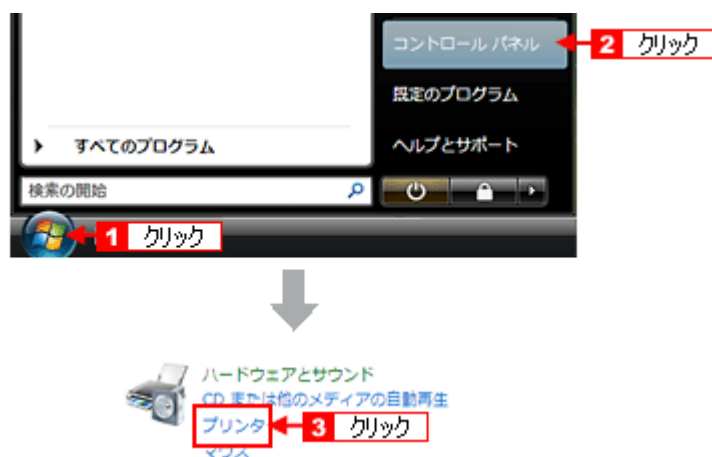 コントロール パネル
2 クリック
既定のプログラム
すべてのプログラム
ヘルプとサポート
検索の開始
1 クリック
ハードウェアとサウンド
CD または他のメディアの自動再生
プリンタ
3 クリック
マウス